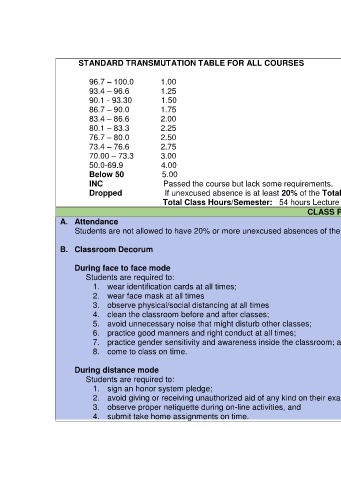 STANDARD TRANSMUTATION TABLE FOR ALL COURSES
96.7 – 100.0 1.00
93.4 – 96.6 1.25
90.1 - 93.30 1.50
86.7 – 90.0 1.75
83.4 – 86.6 2.00
80.1 – 83.3 2.25
76.7 – 80.0 2.50
73.4 – 76.6 2.75
70.00 – 73.3 3.00
50.0-69.9 4.00
Below 50 5.00
INC Passed the course but lack some requirements.
Dropped If unexcused absence is at least 20% of the Total
Total Class Hours/Semester: 54 hours Lecture
CLASS
A. Attendance
Students are not allowed to have 20% or more unexcused absences of the
B. Classroom Decorum
During face to face mode
Students are required to:
1. wear identification cards at all times;
2. wear face mask at all times
3. observe physical/social distancing at all times
4. clean the classroom before and after classes;
5. avoid unnecessary noise that might disturb other classes;
6. practice good manners and right conduct at all times;
7. practice gender sensitivity and awareness inside the classroom;
8. come to class on time.
During distance mode
Students are required to:
1. sign an honor system pledge;
2. avoid giving or receiving unauthorized aid of any kind on their
3. observe proper netiquette during on-line activities, and
4. submit take home assignments on time.